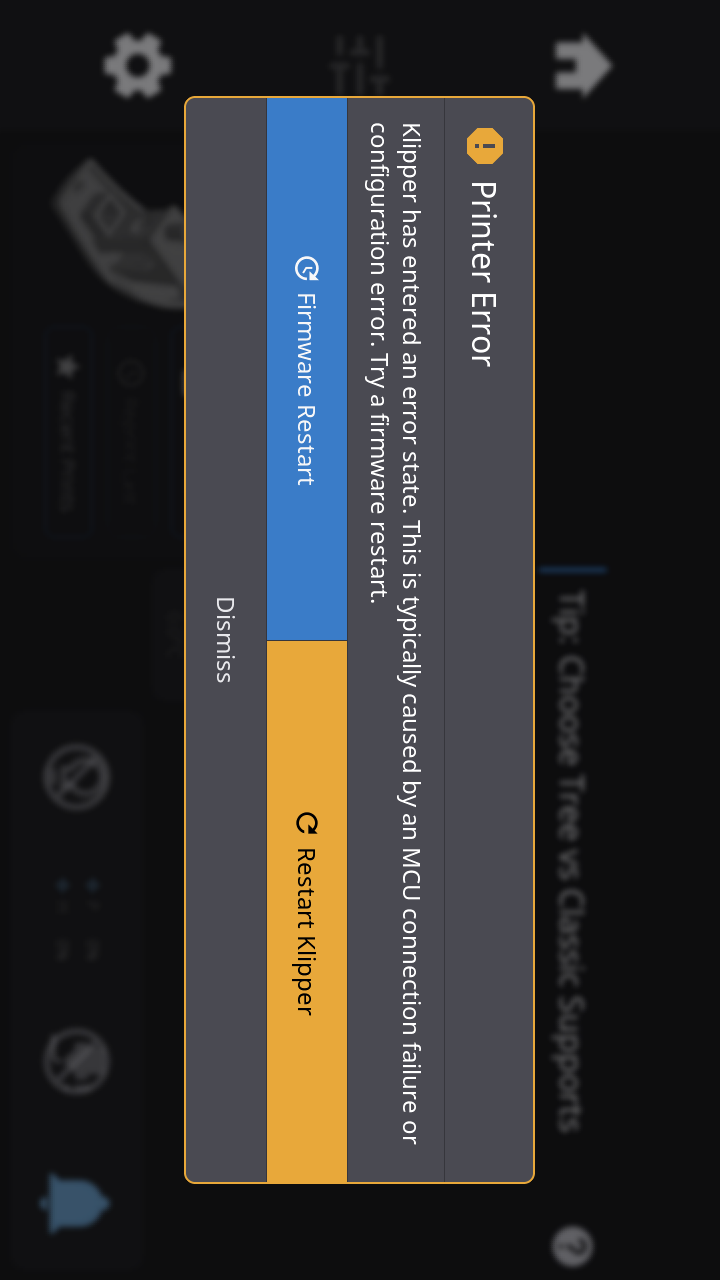 Tip: Choose Tree vs Classic Supports
Printer Error
Klipper has entered an error state. This is typically caused by an MCU connection failure or
configuration error. Try a firmware restart.
Firmware Restart
Restart Klipper
Dismiss